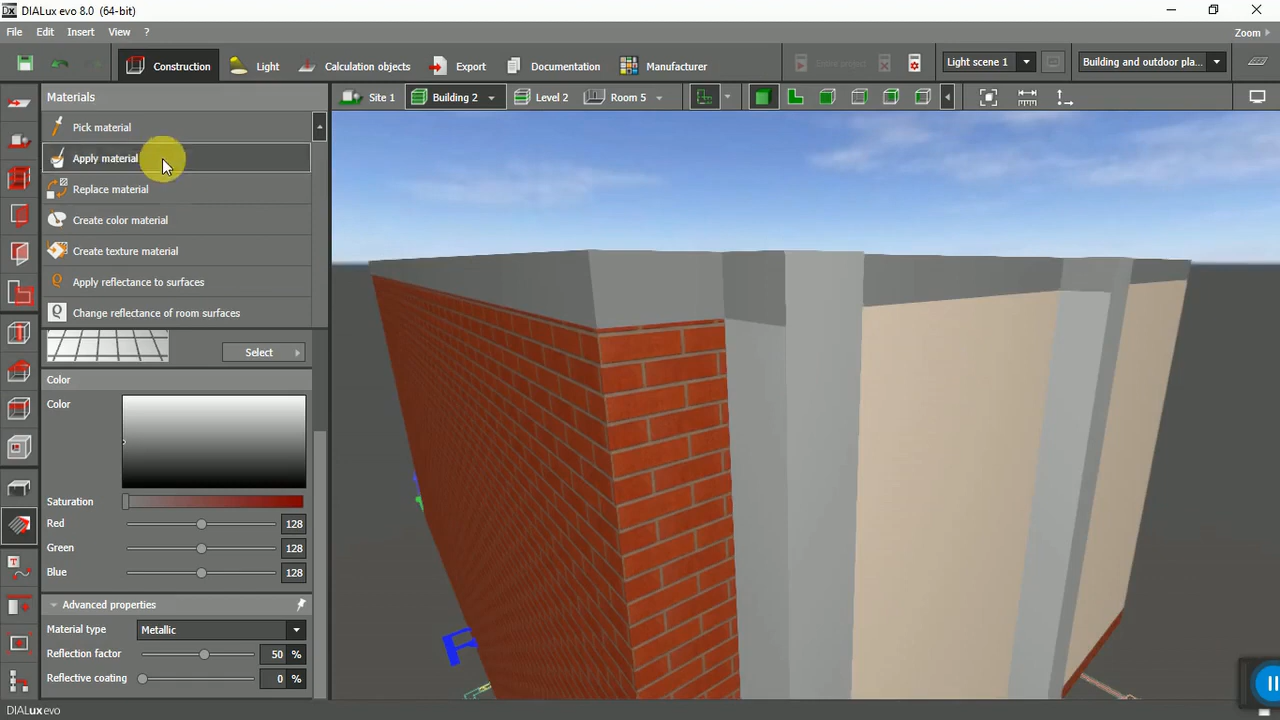 DIALux evo 8.0 (64-bit)
File Edit Insert View ? Zoom
Construction Light Calculation objects Export Documentation Manufacturer Light scene 1 Building and outdoor pla...
Materials Site 1 Building 2 Level 2 Room 5
Pick material
Apply material
Replace material
Create color material
Create texture material
Apply reflectance to surfaces
Change reflectance of room surfaces
Select
Color
Color
Saturation
Red 128
Green 128
Blue 128
Advanced properties
Material type Metallic
Reflection factor 50 %
Reflective coating 0 %
DIALux evo